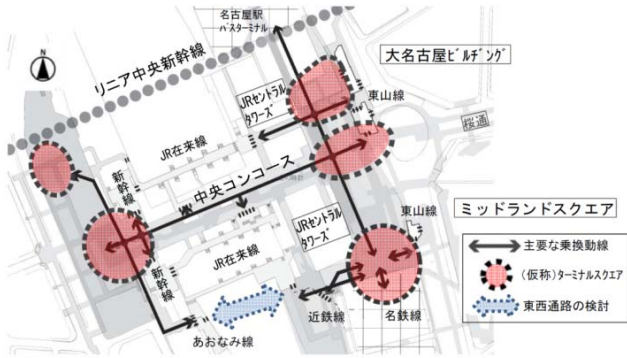 名古屋駅
バスターミナル
N
リニア中央新幹線
大名古屋ビルヂング
JRセントラル
タワーズ
東山線
桜通
JR在来線
新幹線
中央コンコース
ミッドランドスクエア
JRセントラル
タワーズ
東山線
JR在来線
新幹線
あおなみ線
近鉄線
名鉄線
主要な乗換動線
(仮称)ターミナルスクエア
東西通路の検討